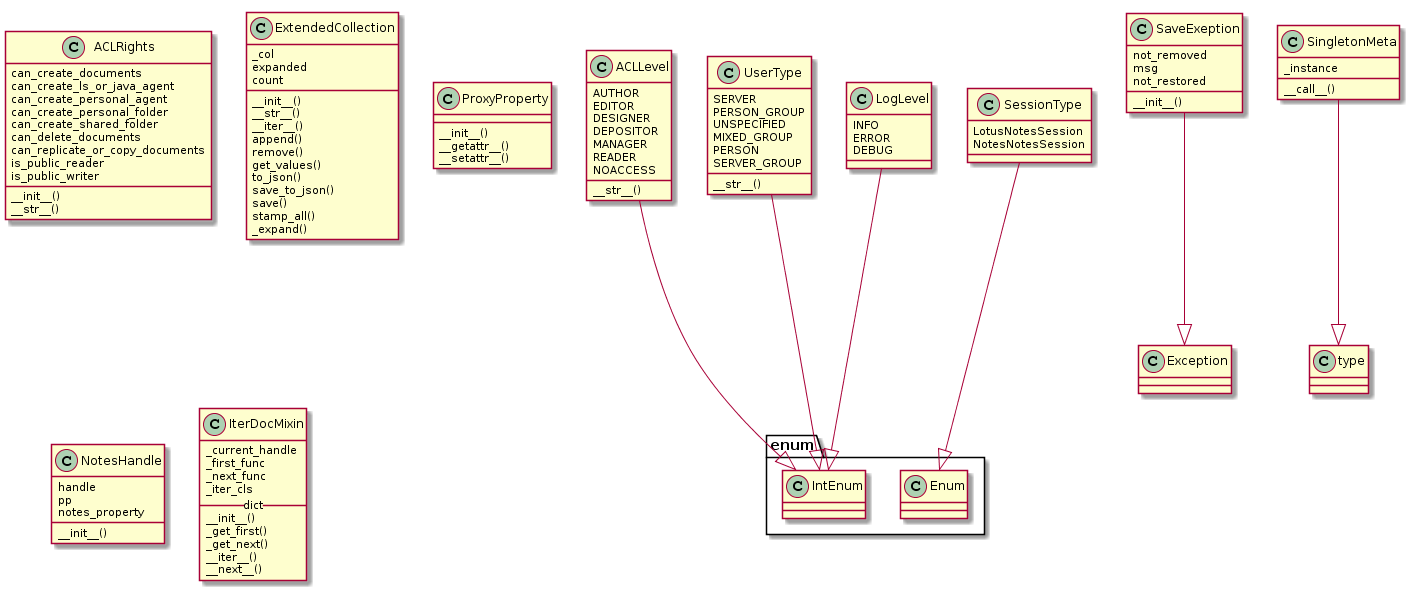 C ACLRights
can_create_documents
can_create_ls_or_java_agent
can_create_personal_agent
can_create_personal_folder
can_create_shared_folder
can_delete_documents
can_replicate_or_copy_documents
is_public_reader
is_public_writer
__init__()
__str__()
C ExtendedCollection
_col
expanded
count
__init__()
__str__()
__iter__()
append()
remove()
get_values()
to_json()
save_to_json()
save()
stamp_all()
_expand()
C ProxyProperty
__init__()
__getattr__()
__setattr__()
C ACLLevel
AUTHOR
EDITOR
DESIGNER
DEPOSITOR
MANAGER
READER
NOACCESS
__str__()
C UserType
SERVER
PERSON_GROUP
UNSPECIFIED
MIXED_GROUP
PERSON
SERVER_GROUP
__str__()
C LogLevel
INFO
ERROR
DEBUG
C SessionType
LotusNotesSession
NotesNotesSession
C SaveExeption
not_removed
msg
not_restored
__init__()
C SingletonMeta
_instance
__call__()
C Exception
C type
C NotesHandle
handle
pp
notes_property
__init__()
C IterDocMixin
_current_handle
_first_func
_next_func
_iter_cls
dict
__init__()
_get_first()
_get_next()
__iter__()
__next__()
enum
C IntEnum
C Enum